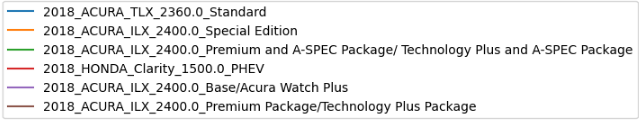 2018_ACURA_TLX_2360.0_Standard
2018_ACURA_ILX_2400.0_Special Edition
2018_ACURA_ILX_2400.0_Premium and A-SPEC Package/ Technology Plus and A-SPEC Package
2018_HONDA_Clarity_1500.0_PHEV
2018_ACURA_ILX_2400.0_Base/Acura Watch Plus
2018_ACURA_ILX_2400.0_Premium Package/Technology Plus Package